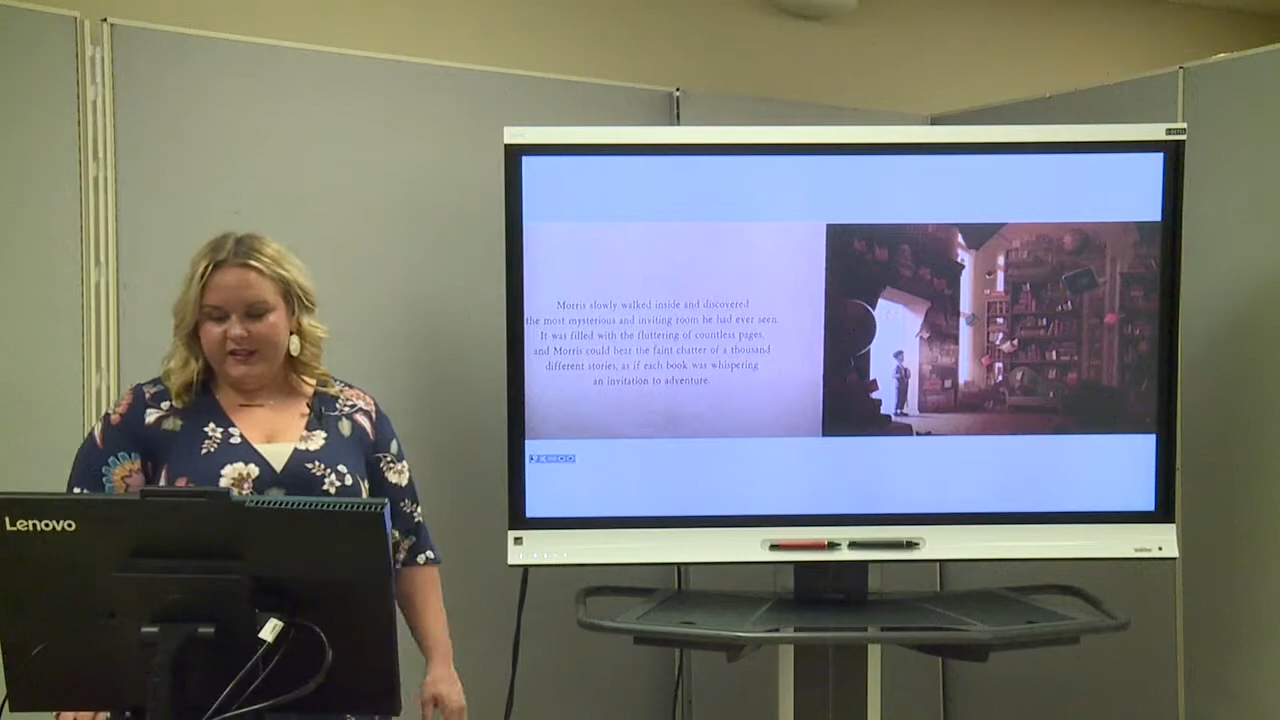 Morris slowly walked inside and discovered
the most mysterious and inviting room he had ever seen.
It was filled with the fluttering of countless pages,
and Morris could hear the faint chatter of a thousand
different stories, as if each book was whispering
an invitation to adventure.
Lenovo